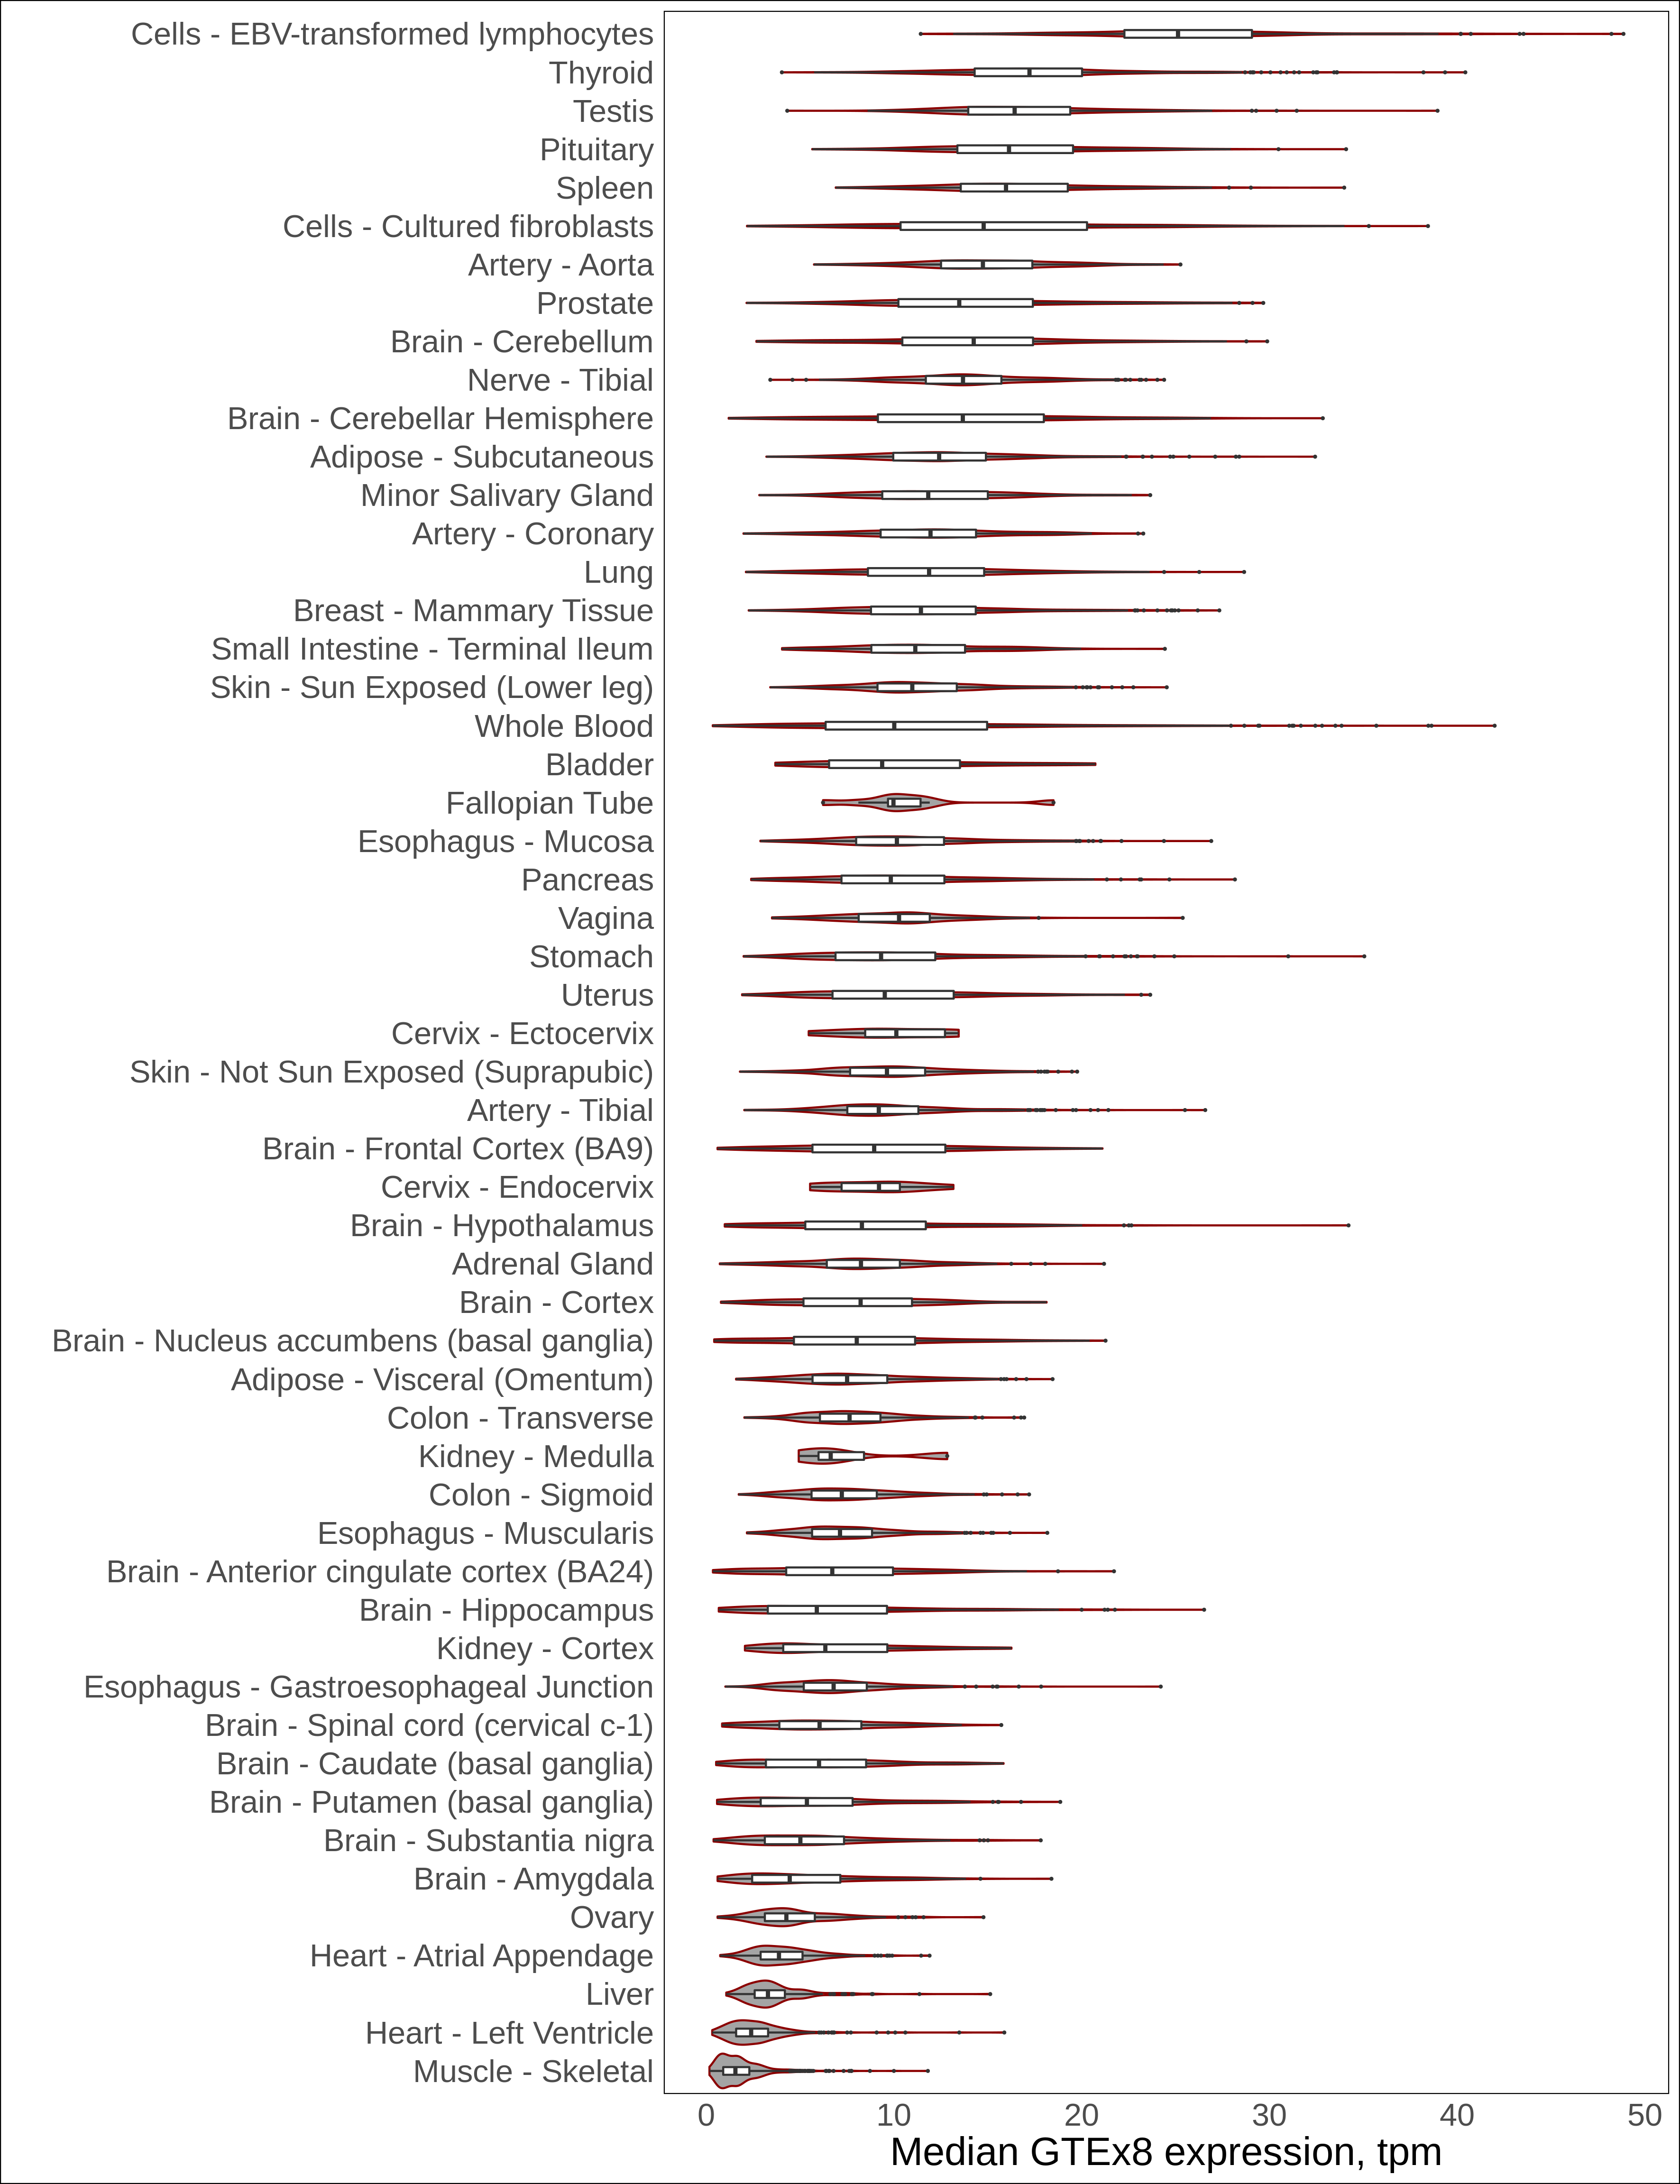 Cells - EBV-transformed lymphocytes
Thyroid
Testis
Pituitary
Spleen
Cells - Cultured fibroblasts
Artery - Aorta
Prostate
Brain - Cerebellum
Nerve - Tibial
Brain - Cerebellar Hemisphere
Adipose - Subcutaneous
Minor Salivary Gland
Artery - Coronary
Lung
Breast - Mammary Tissue
Small Intestine - Terminal Ileum
Skin - Sun Exposed (Lower leg)
Whole Blood
Bladder
Fallopian Tube
Esophagus - Mucosa
Pancreas
Vagina
Stomach
Uterus
Cervix - Ectocervix
Skin - Not Sun Exposed (Suprapubic)
Artery - Tibial
Brain - Frontal Cortex (BA9)
Cervix - Endocervix
Brain - Hypothalamus
Adrenal Gland
Brain - Cortex
Brain - Nucleus accumbens (basal ganglia)
Adipose - Visceral (Omentum)
Colon - Transverse
Kidney - Medulla
Colon - Sigmoid
Esophagus - Muscularis
Brain - Anterior cingulate cortex (BA24)
Brain - Hippocampus
Kidney - Cortex
Esophagus - Gastroesophageal Junction
Brain - Spinal cord (cervical c-1)
Brain - Caudate (basal ganglia)
Brain - Putamen (basal ganglia)
Brain - Substantia nigra
Brain - Amygdala
Ovary
Heart - Atrial Appendage
Liver
Heart - Left Ventricle
Muscle - Skeletal
0 10 20 30 40 50
Median GTEx8 expression, tpm